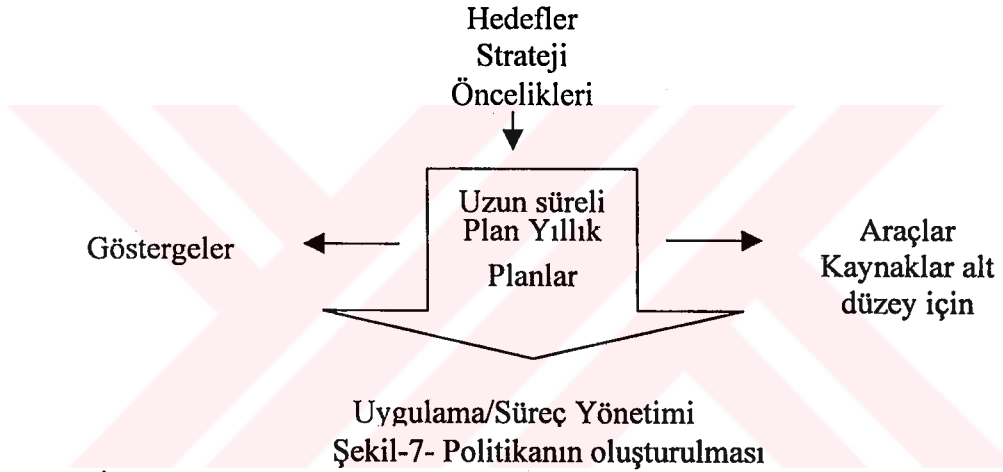 Hedefler
Strateji
Öncelikleri
Uzun süreli
Plan Yıllık
Planlar
Göstergeler
Araçlar
Kaynaklar alt
düzey için
Uygulama/Süreç Yönetimi
Şekil-7- Politikanın oluşturulması